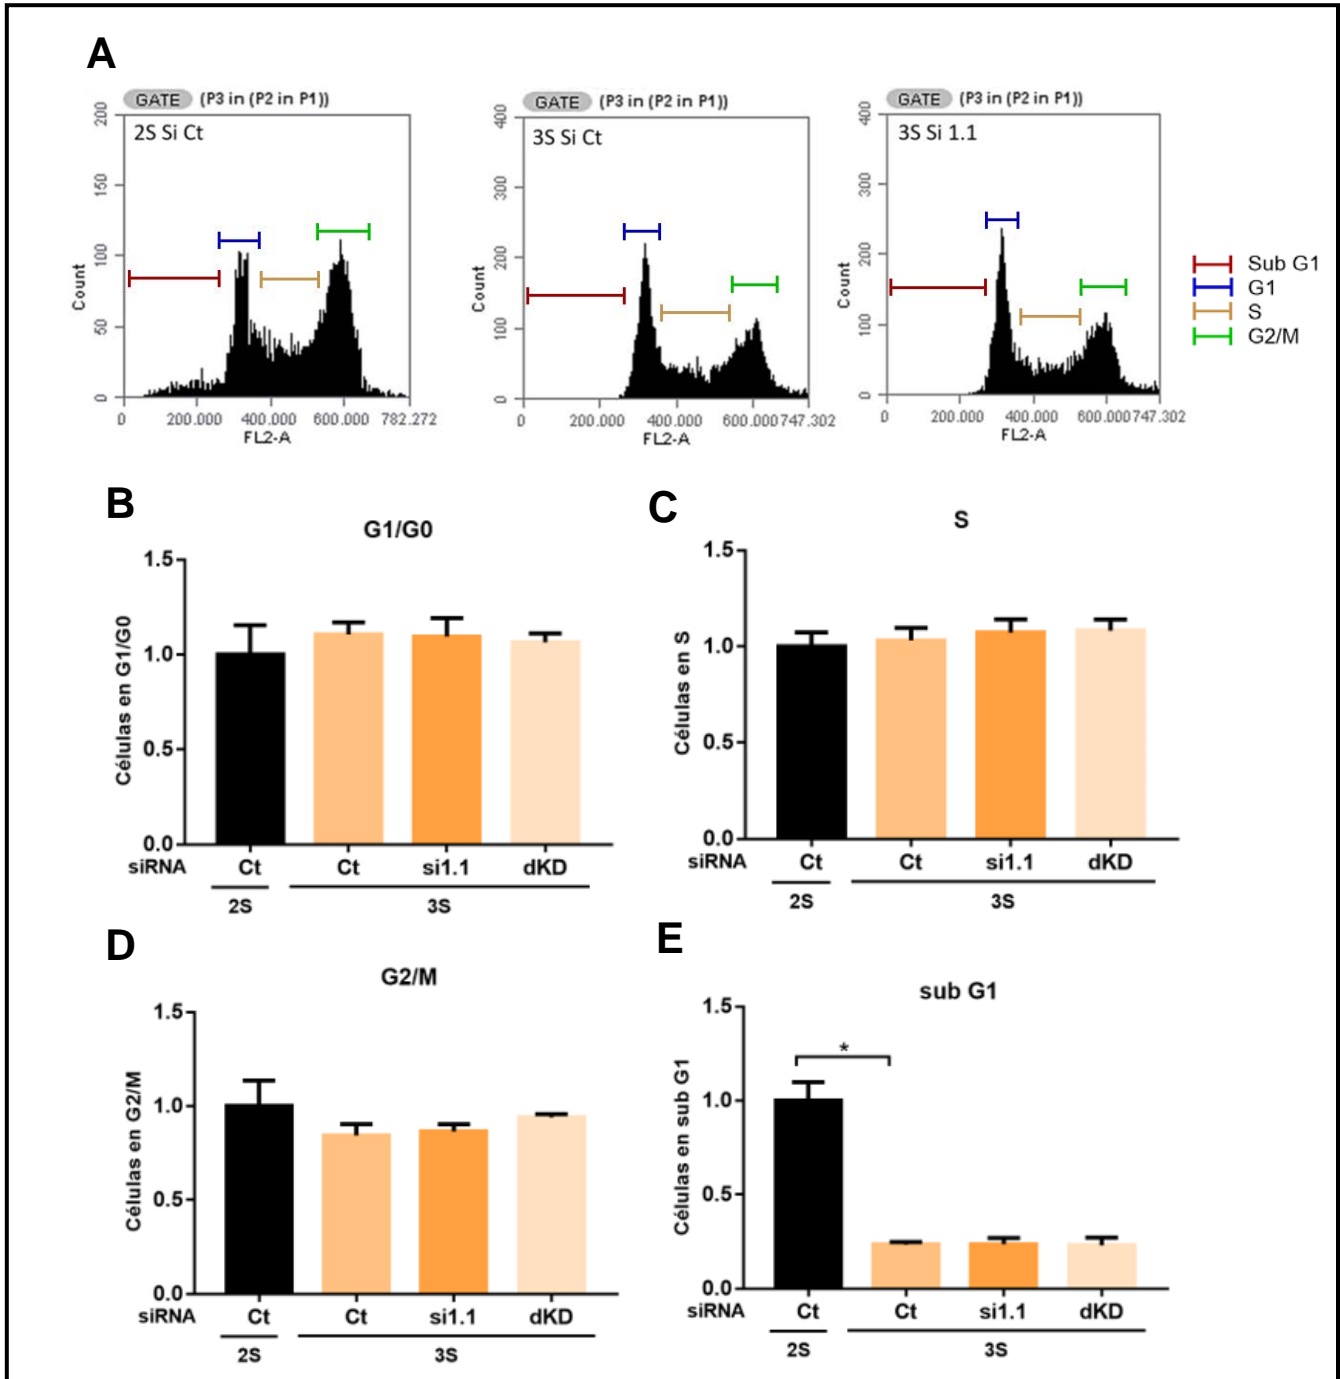 A
GATE (P3 in (P2 in P1))
2S Si Ct
200
150
100
50
0
Count
0 200.000 400.000 600.000 782.272
FL2-A
GATE (P3 in (P2 in P1))
3S Si Ct
400
300
200
100
0
Count
0 200.000 400.000 600.000 747.302
FL2-A
GATE (P3 in (P2 in P1))
3S Si 1.1
400
300
200
100
0
Count
0 200.000 400.000 600.000 747.302
FL2-A
Sub G1
G1
S
G2/M
B
G1/G0
1.5
1.0
0.5
0.0
Células en G1/G0
siRNA Ct Ct si1.1 dKD
2S 3S
C
S
1.5
1.0
0.5
0.0
Células en S
siRNA Ct Ct si1.1 dKD
2S 3S
D
G2/M
1.5
1.0
0.5
0.0
Células en G2/M
siRNA Ct Ct si1.1 dKD
2S 3S
E
sub G1
1.5
1.0
0.5
0.0
Células en sub G1
*
siRNA Ct Ct si1.1 dKD
2S 3S